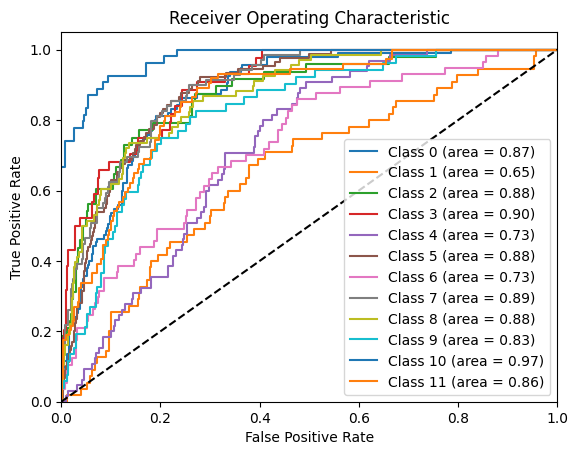 Receiver Operating Characteristic
True Positive Rate
1.0
0.8
0.6
0.4
0.2
0.0
Class 0 (area = 0.87)
Class 1 (area = 0.65)
Class 2 (area = 0.88)
Class 3 (area = 0.90)
Class 4 (area = 0.73)
Class 5 (area = 0.88)
Class 6 (area = 0.73)
Class 7 (area = 0.89)
Class 8 (area = 0.88)
Class 9 (area = 0.83)
Class 10 (area = 0.97)
Class 11 (area = 0.86)
0.0 0.2 0.4 0.6 0.8 1.0
False Positive Rate